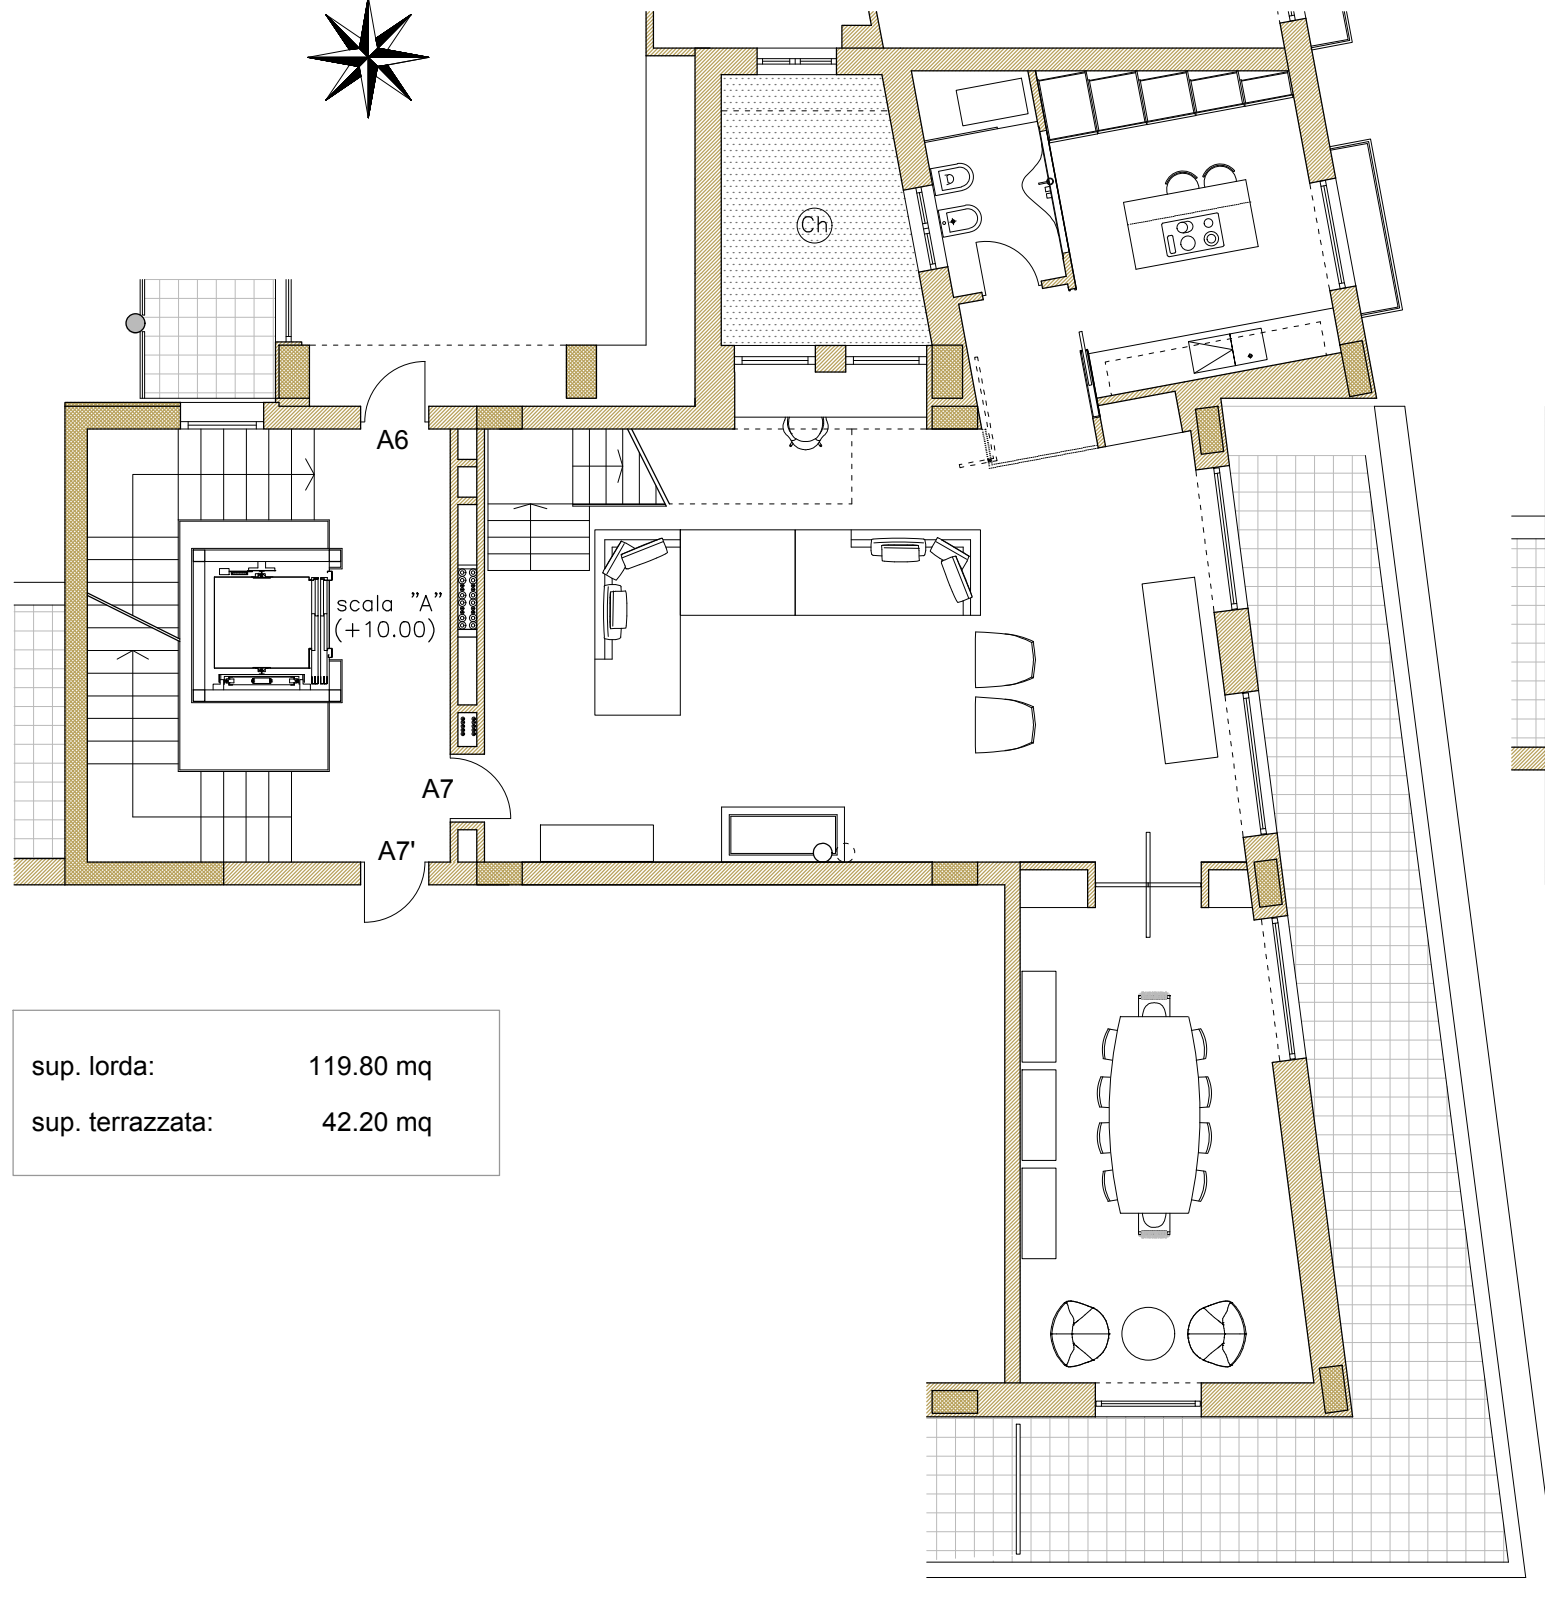 Ch
A6
scala "A"
(+10.00)
A7
A7'
sup. lorda: 119.80 mq
sup. terrazzata: 42.20 mq